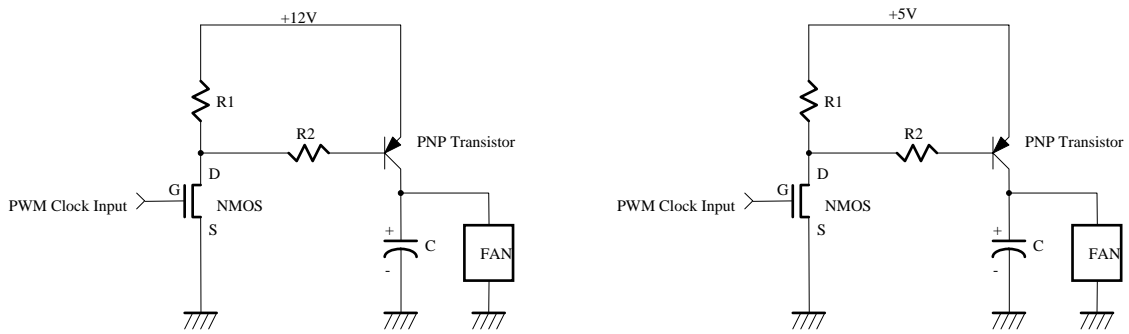 +12V
R1
R2
PNP Transistor
D
G
PWM Clock Input
NMOS
S
+
C
-
FAN
+5V
R1
R2
PNP Transistor
D
G
PWM Clock Input
NMOS
S
+
C
-
FAN